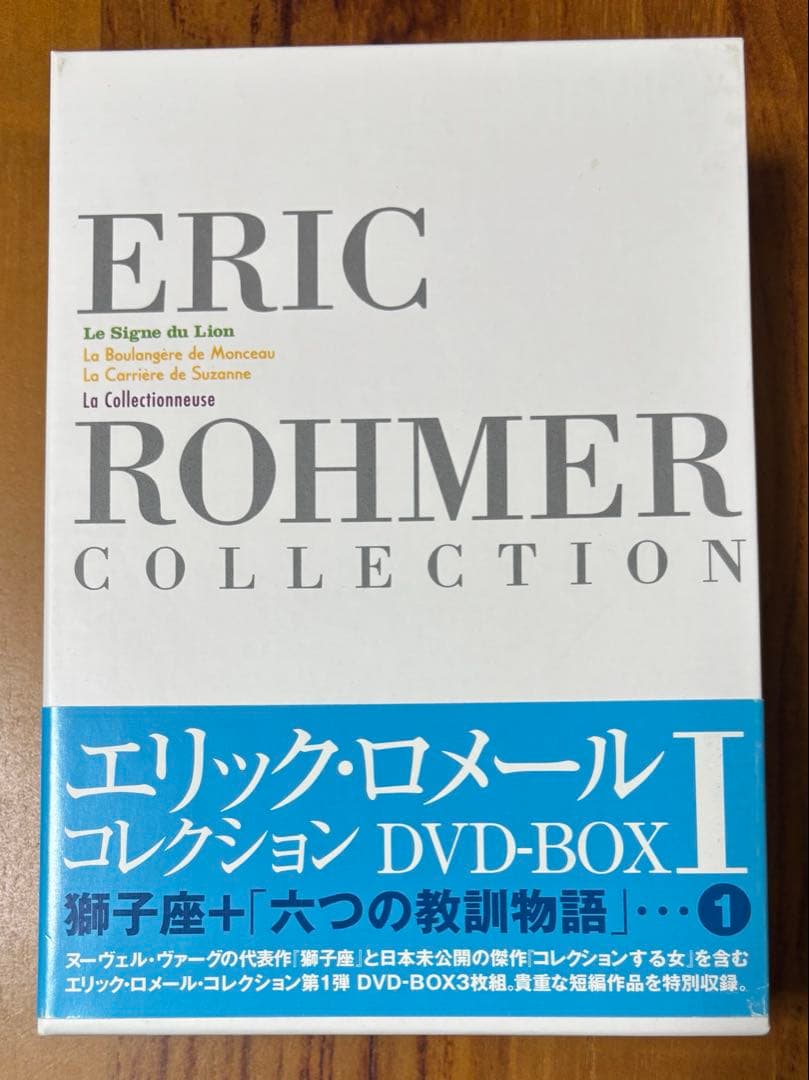 ERIC
Le Signe du Lion
La Boulangère de Monceau
La Carrière de Suzanne
La Collectionneuse
ROHMER
COLLECTION
エリック・ロメール
コレクション DVD-BOX I
獅子座+「六つの教訓物語」…1
ヌーヴェル・ヴァーグの代表作『獅子座』と日本未公開の傑作『コレクションする女』を含む
エリック・ロメール・コレクション第1弾 DVD-BOX3枚組。貴重な短編作品を特別収録。